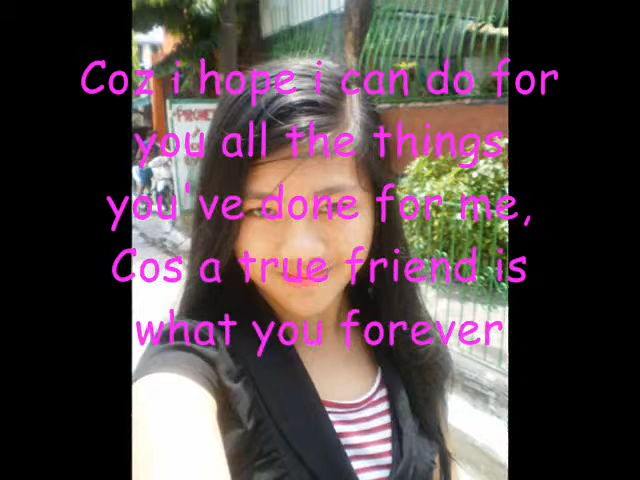 Coz i hope i can do for
you all the things
you've done for me,
Cos a true friend is
what you forever